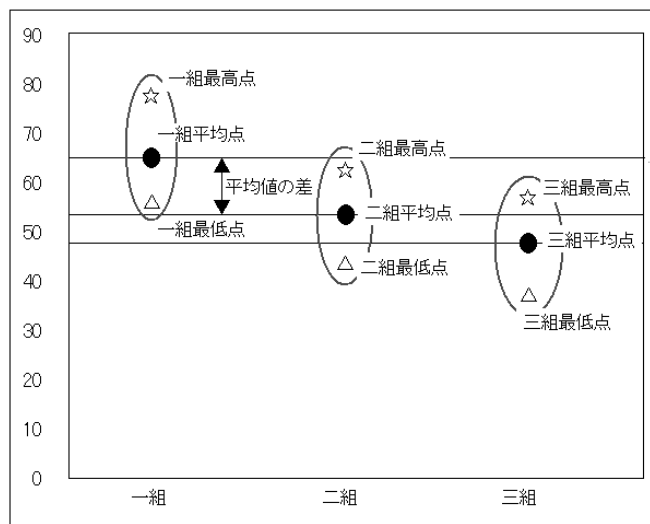 90
80
70
60
50
40
30
20
10
0
一組最高点
一組平均点
一組最低点
平均値の差
二組最高点
二組平均点
二組最低点
三組最高点
三組平均点
三組最低点
一組
二組
三組